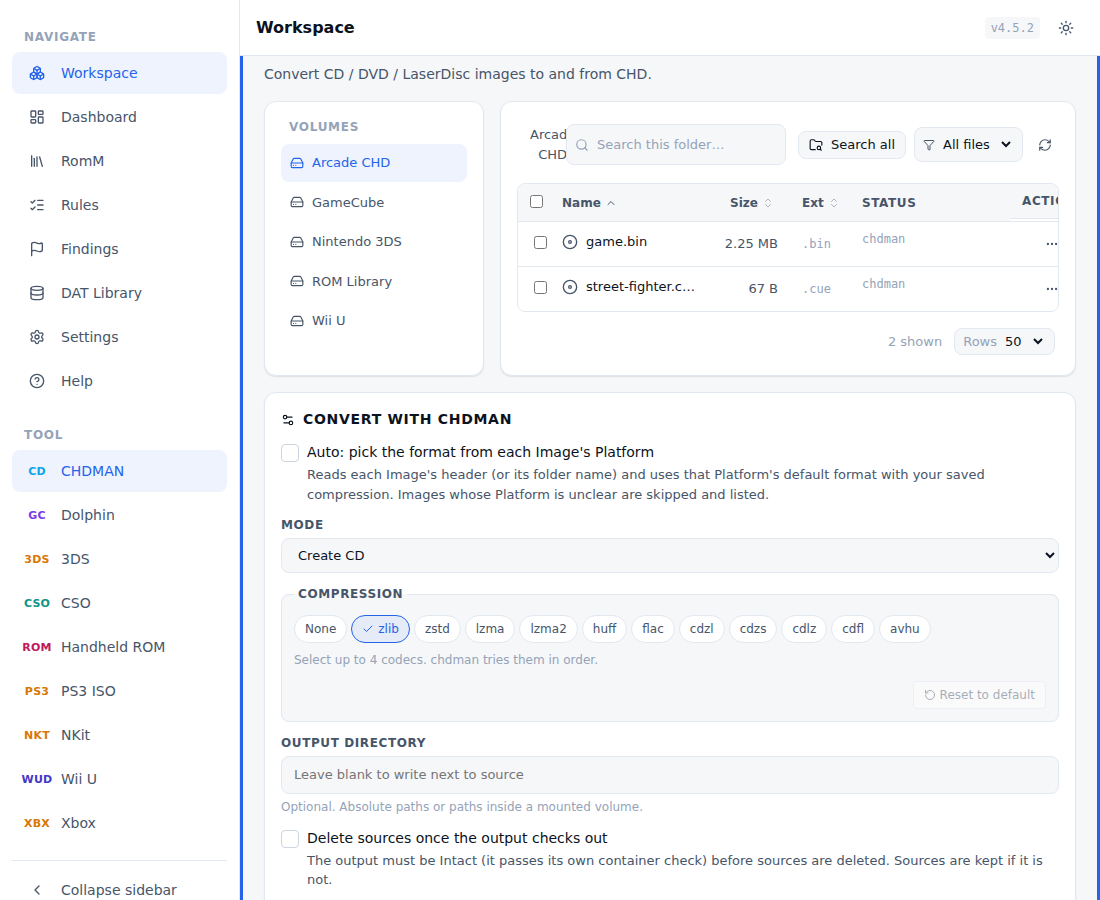 NAVIGATE
Workspace
Dashboard
RomM
Rules
Findings
DAT Library
Settings
Help
TOOL
CD CHDMAN
GC Dolphin
3DS 3DS
CSO CSO
ROM Handheld ROM
PS3 PS3 ISO
NKT NKit
WUD Wii U
XBX Xbox
Collapse sidebar
Workspace
v4.5.2
Convert CD / DVD / LaserDisc images to and from CHD.
VOLUMES
Arcade CHD
GameCube
Nintendo 3DS
ROM Library
Wii U
Arcad
CHD
Search this folder...
Search all
All files
Name Size Ext STATUS ACTIO
game.bin 2.25 MB .bin chdman ...
street-fighter.c... 67 B .cue chdman ...
2 shown Rows 50
CONVERT WITH CHDMAN
Auto: pick the format from each Image's Platform
Reads each Image's header (or its folder name) and uses that Platform's default format with your saved
compression. Images whose Platform is unclear are skipped and listed.
MODE
Create CD
COMPRESSION
None zlib zstd lzma lzma2 huff flac cdzl cdzs cdlz cdfl avhu
Select up to 4 codecs. chdman tries them in order.
Reset to default
OUTPUT DIRECTORY
Leave blank to write next to source
Optional. Absolute paths or paths inside a mounted volume.
Delete sources once the output checks out
The output must be Intact (it passes its own container check) before sources are deleted. Sources are kept if it is
not.